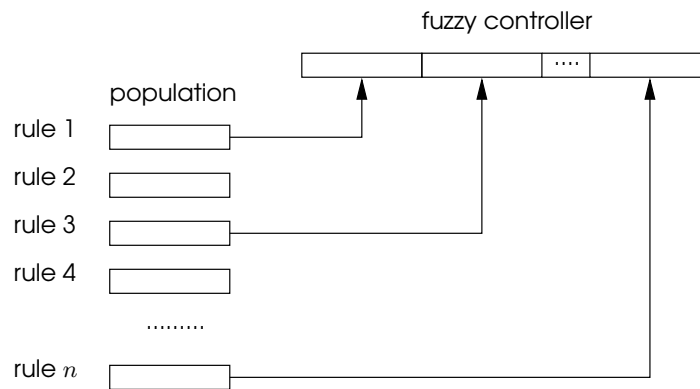 fuzzy controller
....
population
rule 1
rule 2
rule 3
rule 4
.........
rule n